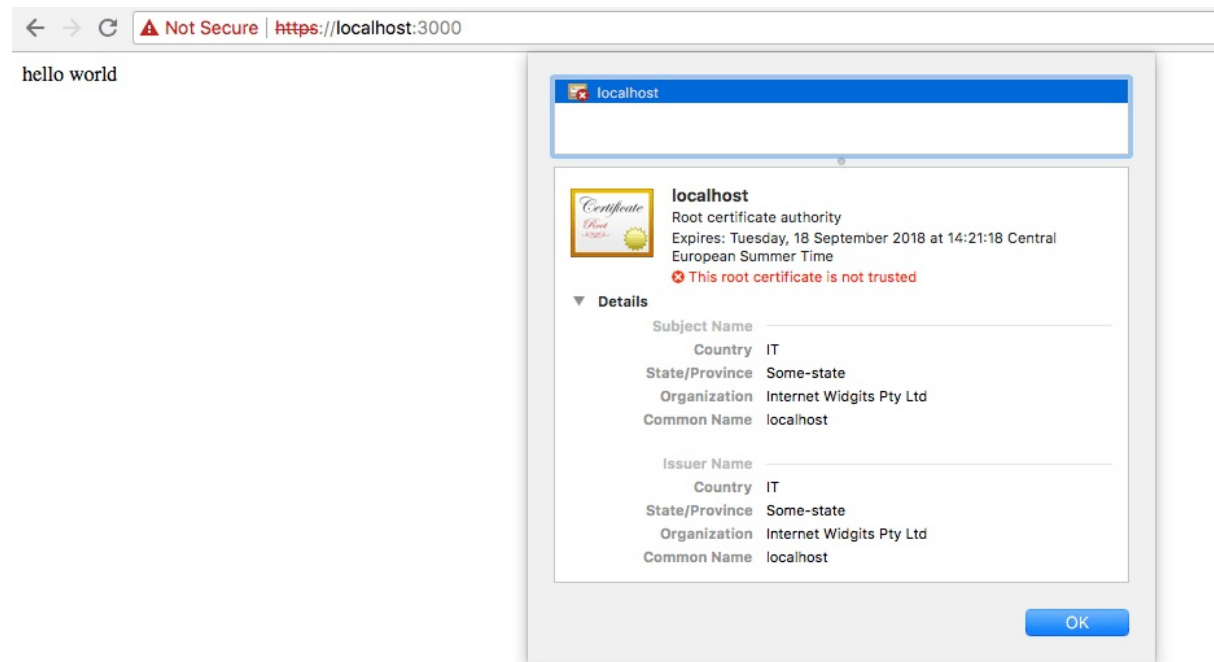 Not Secure | https://localhost:3000
hello world
localhost
Certificate
Root
localhost
Root certificate authority
Expires: Tuesday, 18 September 2018 at 14:21:18 Central
European Summer Time
This root certificate is not trusted
Details
Subject Name
Country IT
State/Province Some-state
Organization Internet Widgits Pty Ltd
Common Name localhost
Issuer Name
Country IT
State/Province Some-state
Organization Internet Widgits Pty Ltd
Common Name localhost
OK